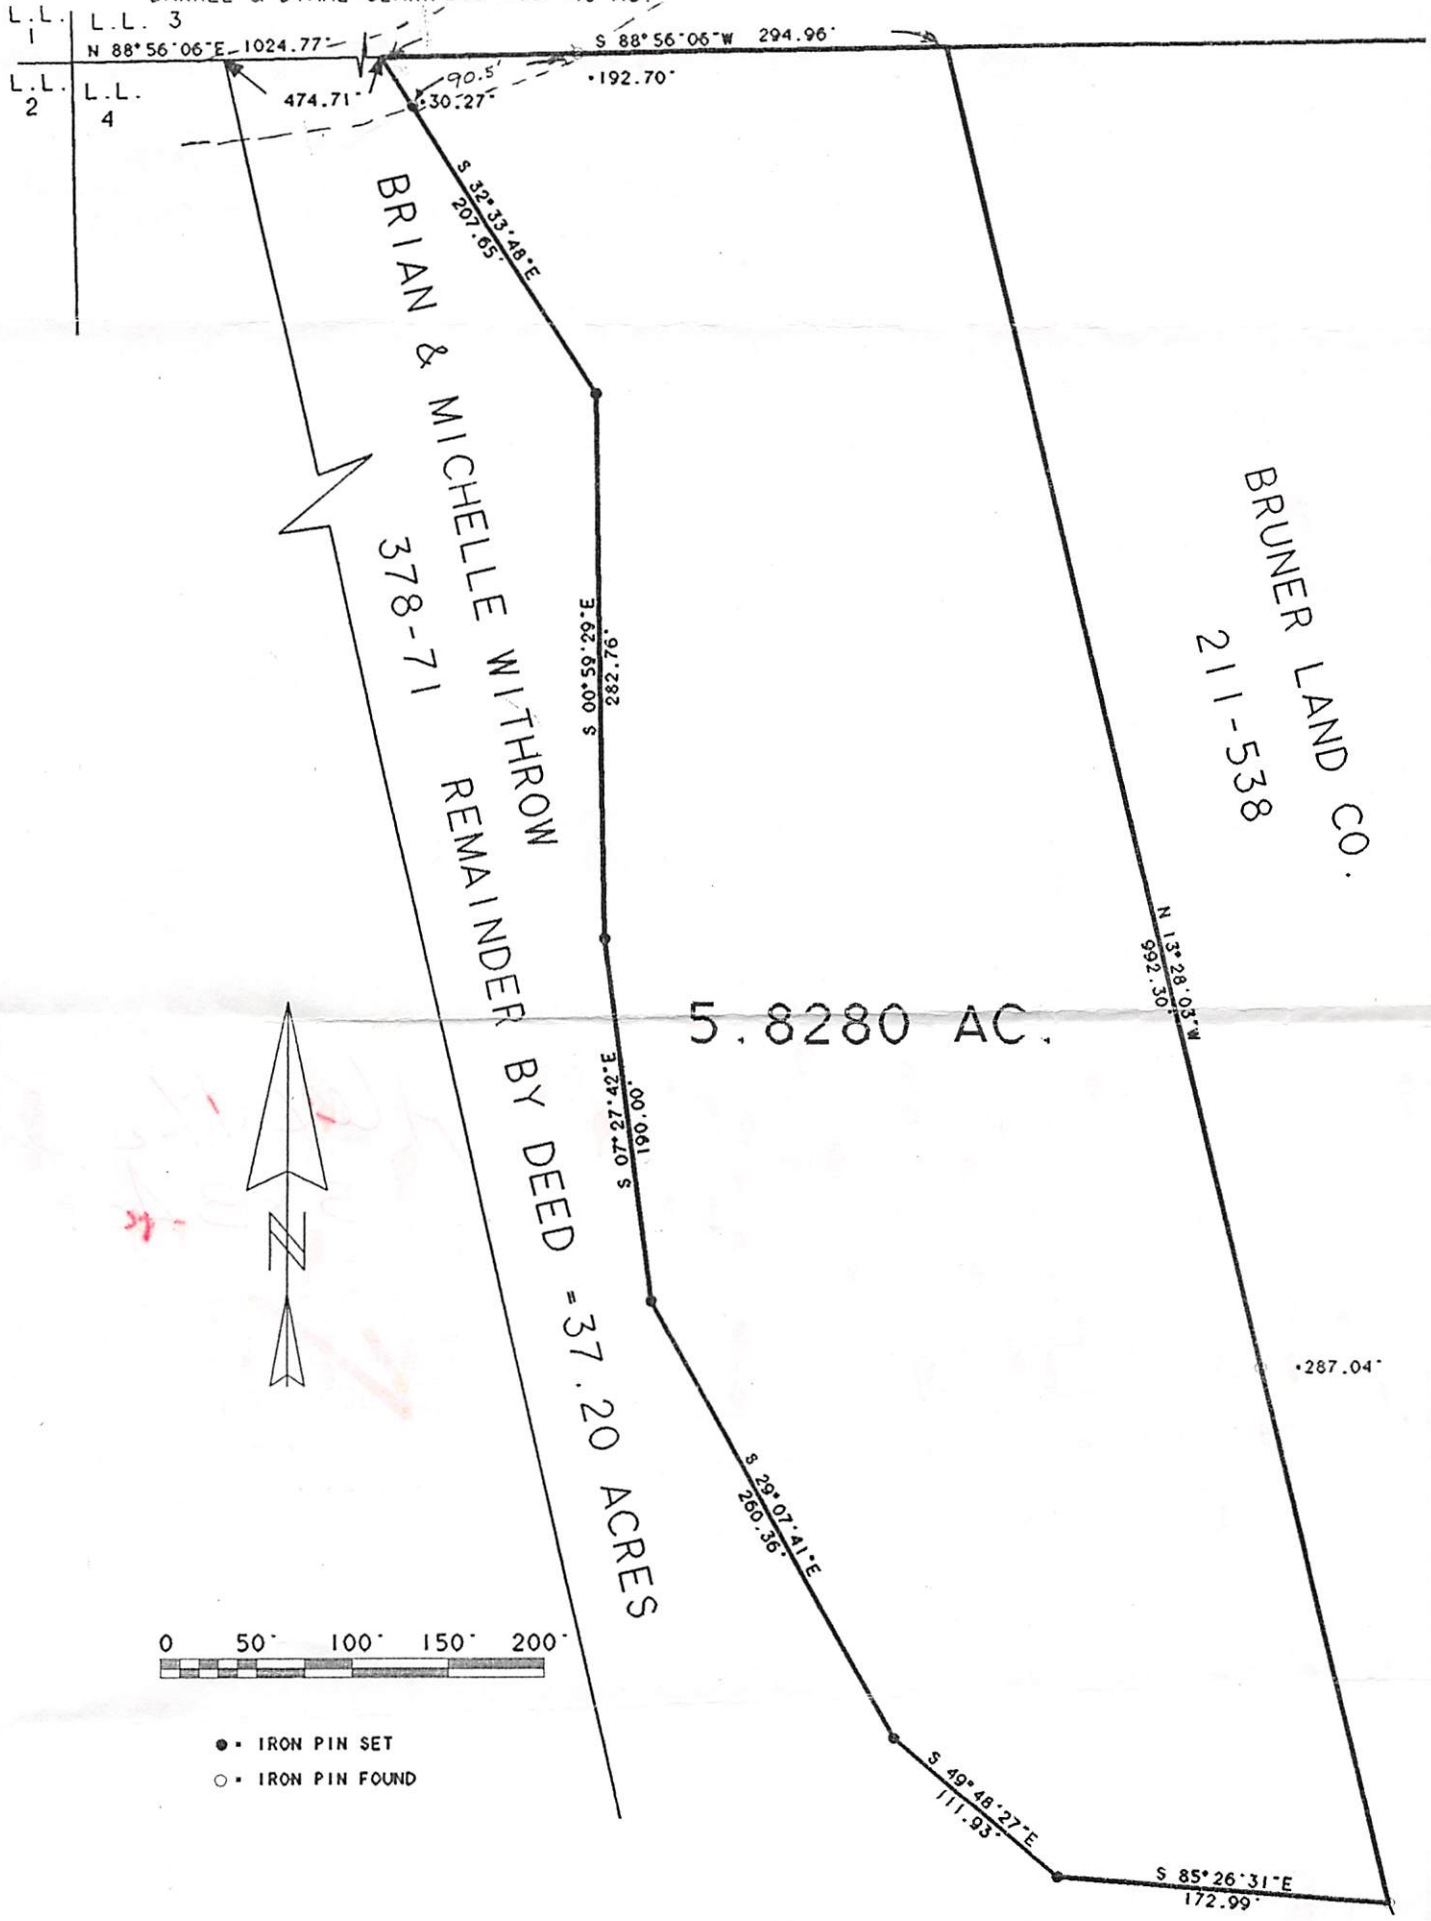 L.L.
1
L.L. 3
N 88°56'06"E 1024.77'
S 88°56'06"W 294.96'
L.L.
2
L.L.
4
474.71'
90.5'
•30.27'
•192.70'
S 32°33'48"E
207.65'
BRIAN & MICHELLE WITHROW
378-71 REMAINDER BY DEED = 37.20 ACRES
S 00°59'29"E
282.76'
BRUNER LAND CO.
211-538
N 13°28'03"W
992.30'
5.8280 AC.
S 07°27'42"E
190.00'
N
•287.04'
S 29°07'41"E
260.36'
0 50' 100' 150' 200'
● = IRON PIN SET
○ = IRON PIN FOUND
S 49°48'27"E
111.93'
S 85°26'31"E
172.99'